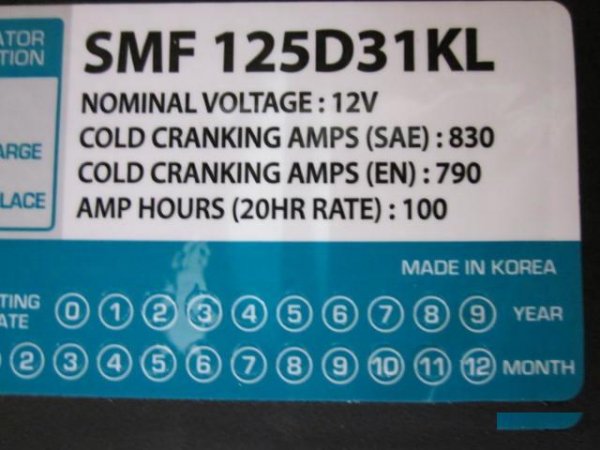 ATOR
TION
ARGE
LACE
SMF 125D31KL
NOMINAL VOLTAGE : 12V
COLD CRANKING AMPS (SAE) : 830
COLD CRANKING AMPS (EN) : 790
AMP HOURS (20HR RATE) : 100
MADE IN KOREA
TING
ATE
0 1 2 3 4 5 6 7 8 9 YEAR
2 3 4 5 6 7 8 9 10 11 12 MONTH